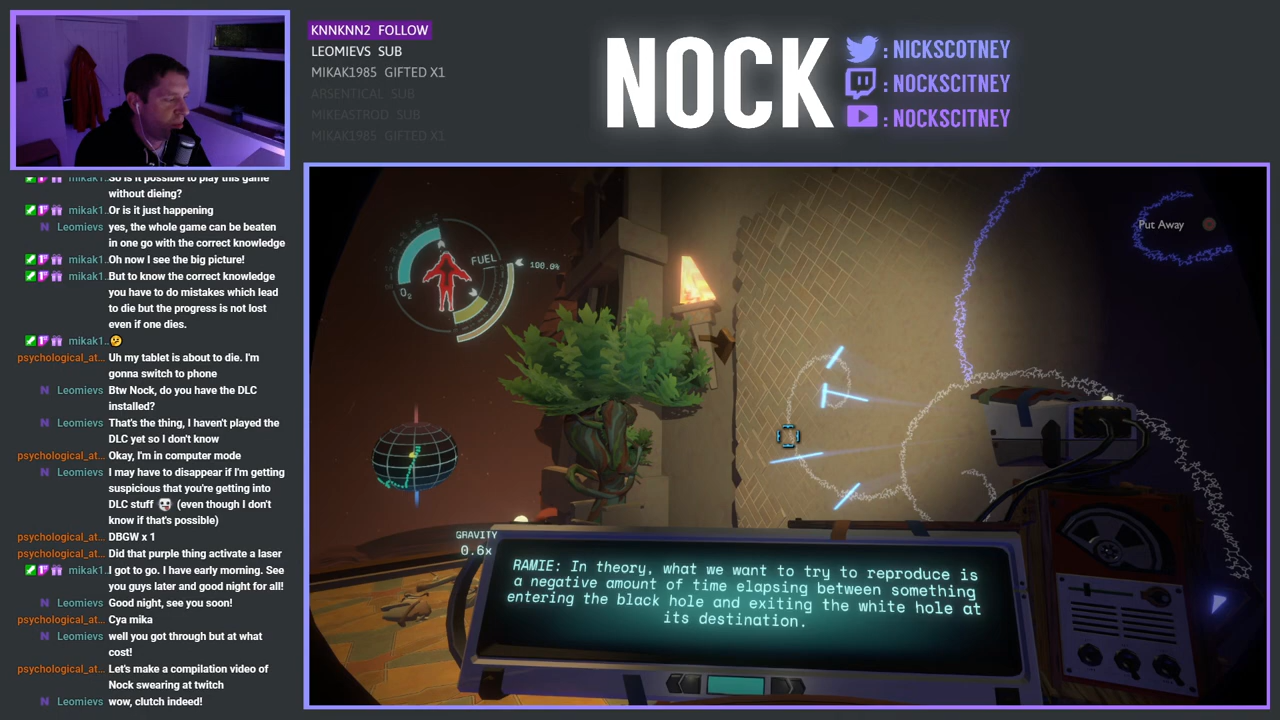 KNNKNN2 FOLLOW
LEOMIEVS SUB
MIKAK1985 GIFTED X1
ARSENTICAL SUB
MIKEASTROD SUB
MIKAK1985 GIFTED X1
NOCK
: NICKSCOTNEY
: NOCKSCITNEY
: NOCKSCITNEY
mikak1.. So is it possible to play this game
without dieing?
mikak1.. Or is it just happening
Leomievs yes, the whole game can be beaten
in one go with the correct knowledge
mikak1.. Oh now I see the big picture!
mikak1.. But to know the correct knowledge
you have to do mistakes which lead
to die but the progress is not lost
even if one dies.
mikak1.. 😕
psychological_at... Uh my tablet is about to die. I'm
gonna switch to phone
Leomievs Btw Nock, do you have the DLC
installed?
Leomievs That's the thing, I haven't played the
DLC yet so I don't know
psychological_at... Okay, I'm in computer mode
Leomievs I may have to disappear if I'm getting
suspicious that you're getting into
DLC stuff (even though I don't
know if that's possible)
psychological_at... DBGW x 1
psychological_at... Did that purple thing activate a laser
mikak1.. I got to go. I have early morning. See
you guys later and good night for all!
Leomievs Good night, see you soon!
psychological_at... Cya mika
Leomievs well you got through but at what
cost!
psychological_at... Let's make a compilation video of
Nock swearing at twitch
Leomievs wow, clutch indeed!
O₂
FUEL
100.0%
Put Away
GRAVITY
0.6x
RAMIE: In theory, what we want to try to reproduce is
a negative amount of time elapsing between something
entering the black hole and exiting the white hole at
its destination.